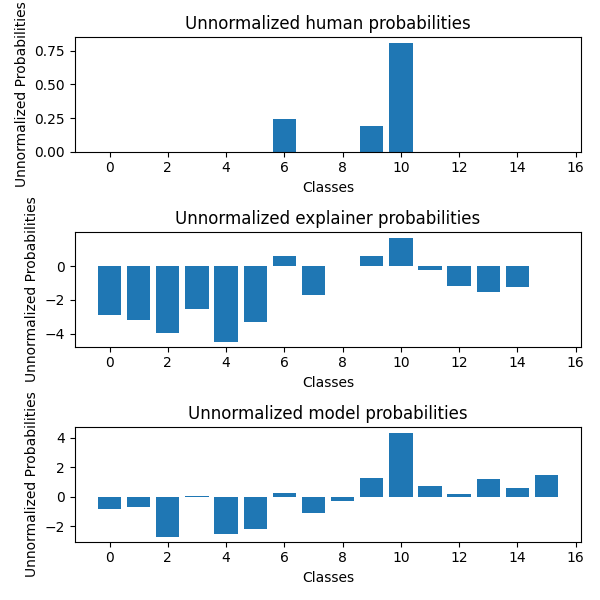 Unnormalized human probabilities
Unnormalized Probabilities
0.75
0.50
0.25
0.00
0 2 4 6 8 10 12 14 16
Classes
Unnormalized explainer probabilities
Unnormalized Probabilities
0
−2
−4
0 2 4 6 8 10 12 14 16
Classes
Unnormalized model probabilities
Unnormalized Probabilities
4
2
0
−2
0 2 4 6 8 10 12 14 16
Classes